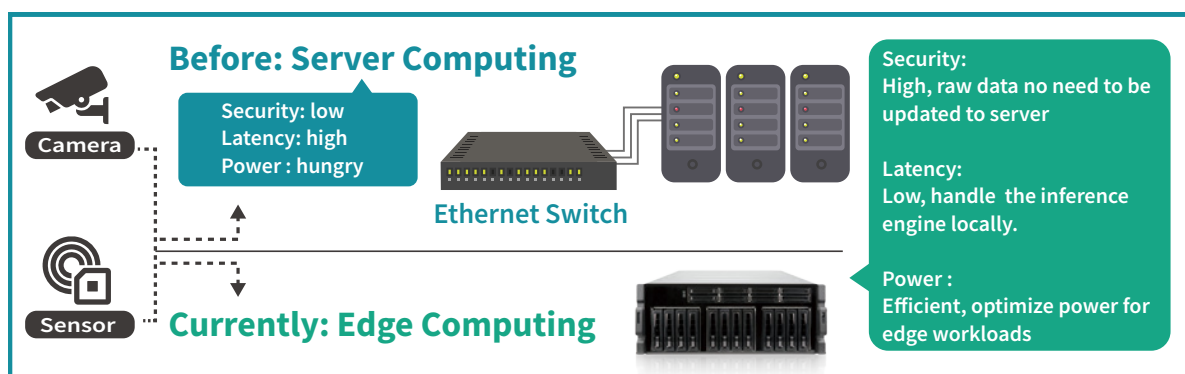 Before: Server Computing
Security: low
Latency: high
Power : hungry
Camera
Ethernet Switch
Sensor
Currently: Edge Computing
Security:
High, raw data no need to be
updated to server
Latency:
Low, handle the inference
engine locally.
Power :
Efficient, optimize power for
edge workloads